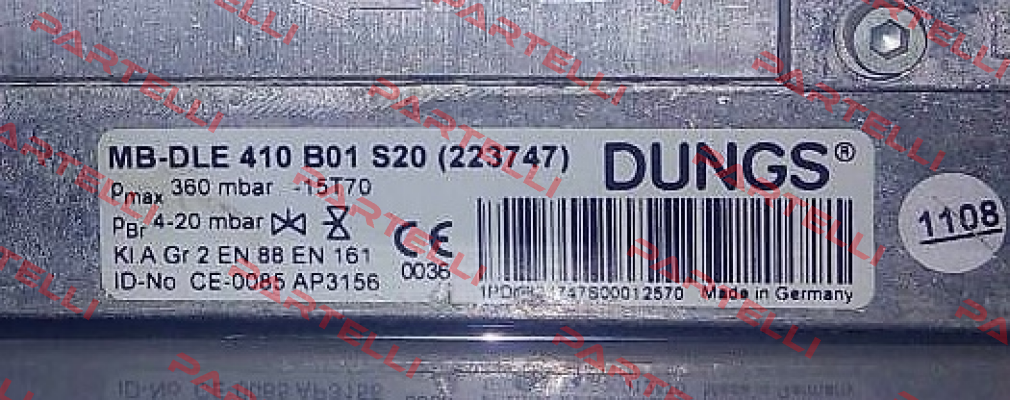 MB-DLE 410 B01 S20 (223747)
DUNGS®
pmax 360 mbar -15T70
pBr 4-20 mbar
Kl.A Gr 2 EN 88 EN 161
ID-No CE-0085 AP3156
CE
0036
Made in Germany
1108
PARTELLI